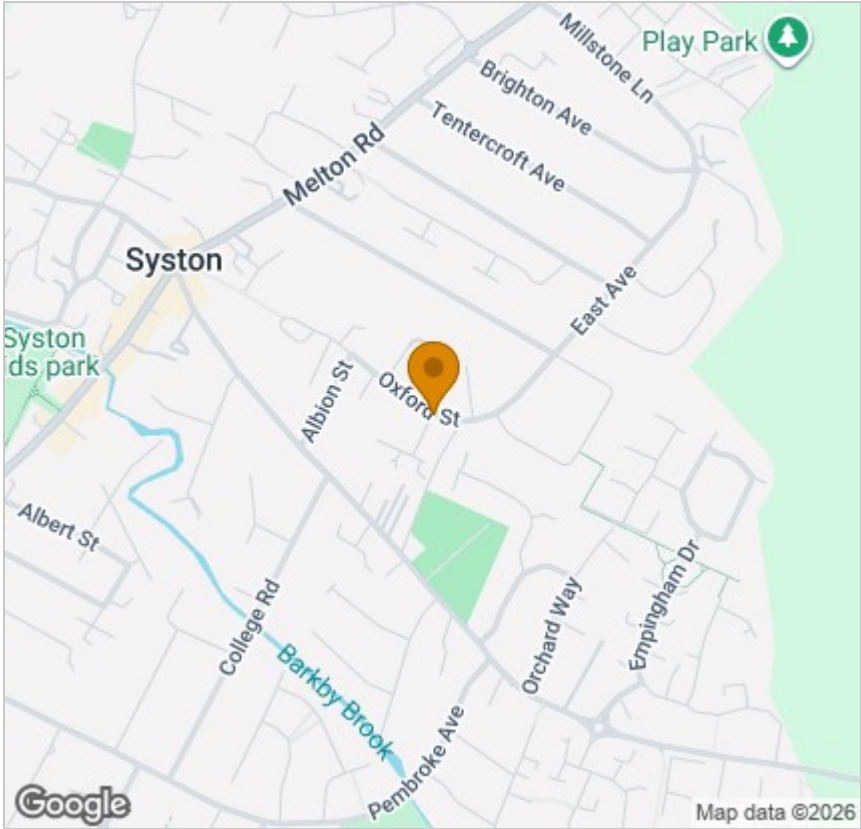 Play Park
Millstone Ln
Brighton Ave
Tentercroft Ave
Melton Rd
Syston
East Ave
Syston
ds park
Albion St
Oxford St
Albert St
College Rd
Barkby Brook
Orchard Way
Empingham Dr
Pembroke Ave
Google
Map data ©2026